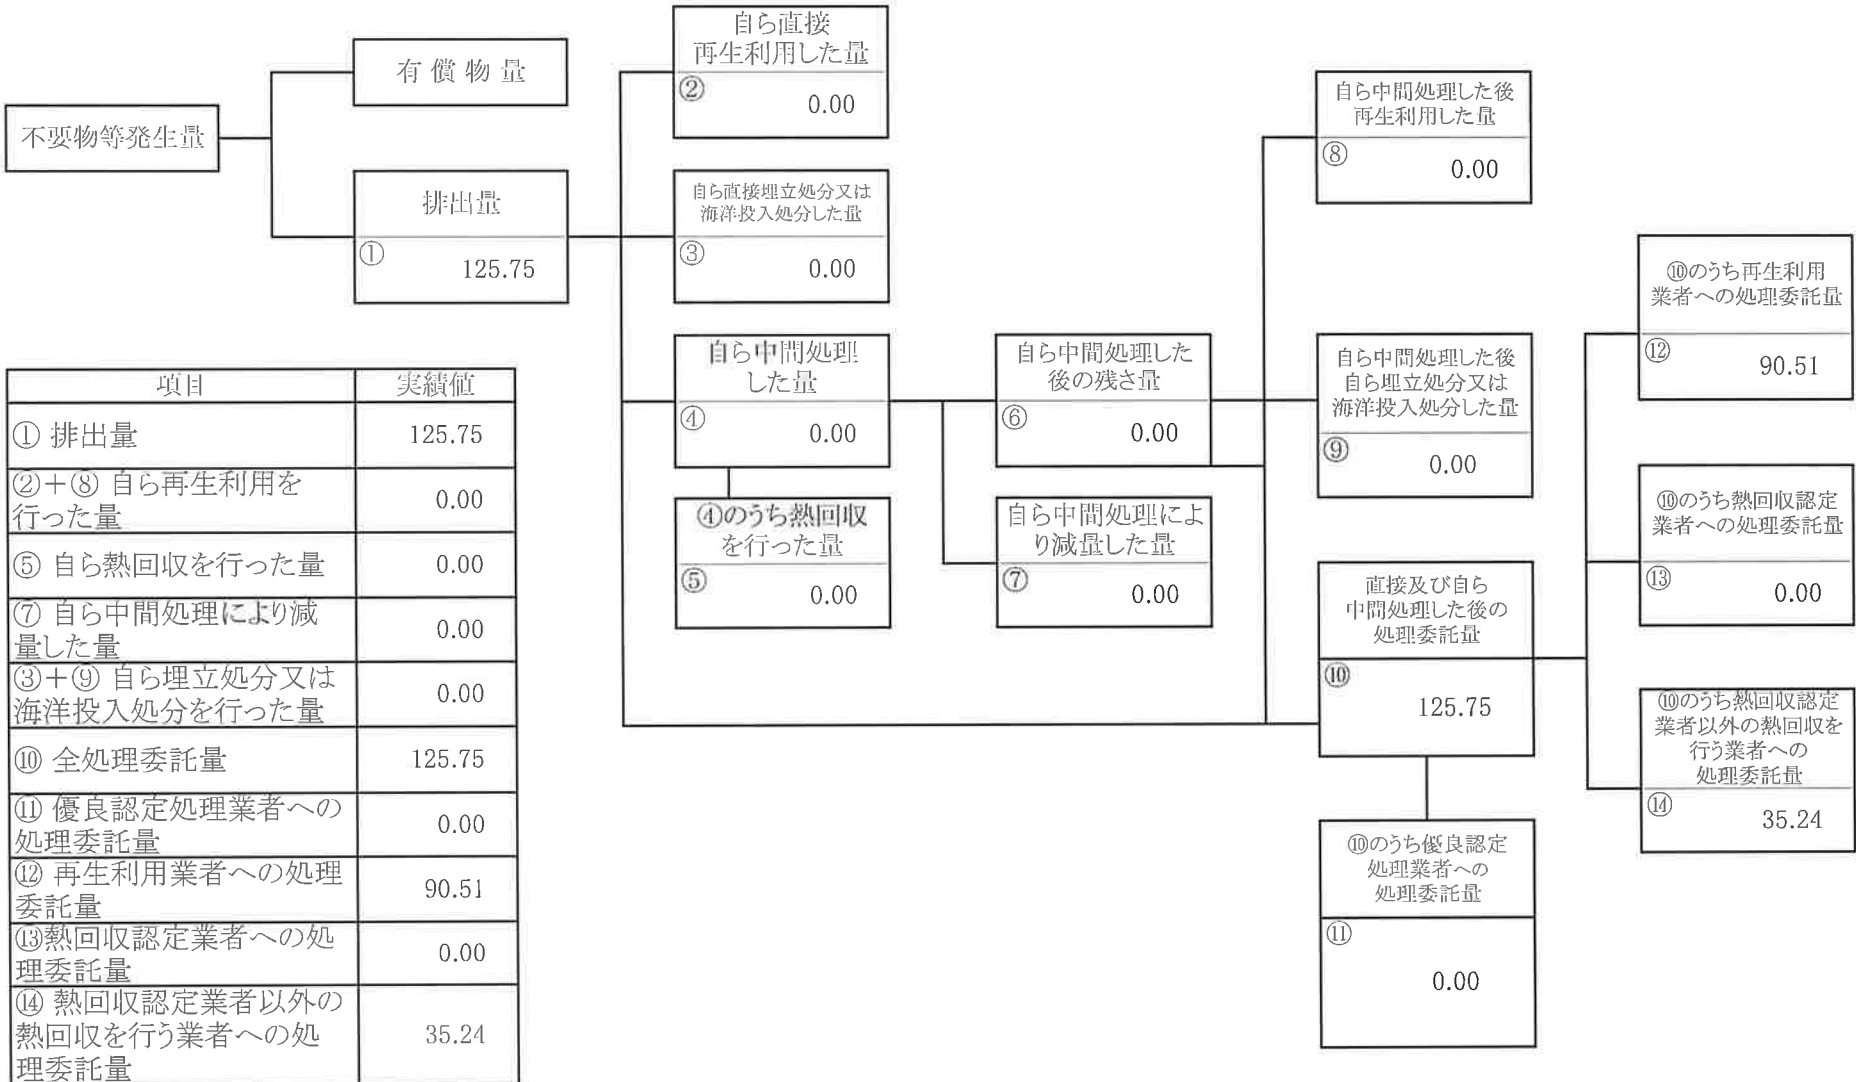 不要物等発生量
有償物量
排出量
①
125.75
自ら直接
再生利用した量
②
0.00
自ら直接埋立処分又は
海洋投入処分した量
③
0.00
自ら中間処理
した量
④
0.00
④のうち熱回収
を行った量
⑤
0.00
自ら中間処理した
後の残さ量
⑥
0.00
自ら中間処理によ
り減量した量
⑦
0.00
自ら中間処理した後
再生利用した量
⑧
0.00
自ら中間処理した後
自ら埋立処分又は
海洋投入処分した量
⑨
0.00
直接及び自ら
中間処理した後の
処理委託量
⑩
125.75
⑩のうち優良認定
処理業者への
処理委託量
⑪
0.00
⑩のうち再生利用
業者への処理委託量
⑫
90.51
⑩のうち熱回収認定
業者への処理委託量
⑬
0.00
⑩のうち熱回収認定
業者以外の熱回収を
行う業者への
処理委託量
⑭
35.24
項目 実績値
① 排出量 125.75
②+⑧ 自ら再生利用を
行った量 0.00
⑤ 自ら熱回収を行った量 0.00
⑦ 自ら中間処理により減
量した量 0.00
③+⑨ 自ら埋立処分又は
海洋投入処分を行った量 0.00
⑩ 全処理委託量 125.75
⑪ 優良認定処理業者への
処理委託量 0.00
⑫ 再生利用業者への処理
委託量 90.51
⑬熱回収認定業者への処
理委託量 0.00
⑭ 熱回収認定業者以外の
熱回収を行う業者への処
理委託量 35.24